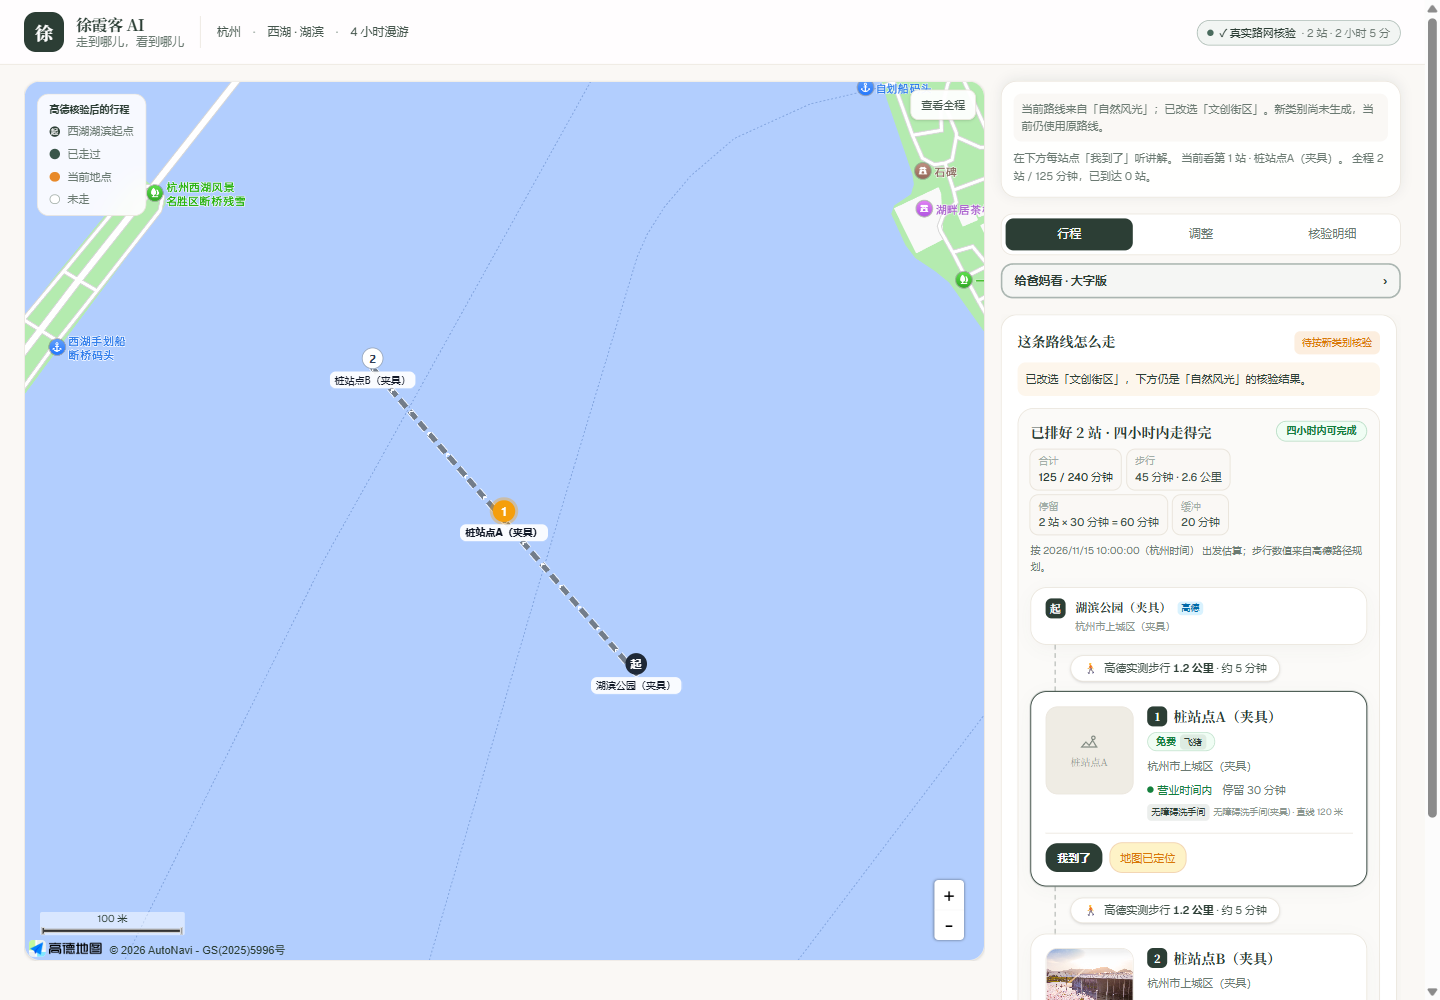 徐
徐霞客 AI
走到哪儿，看到哪儿
杭州 · 西湖·湖滨 · 4 小时漫游
✓ 真实路网核验 · 2 站 · 2 小时 5 分
高德核验后的行程
起 西湖湖滨起点
已走过
当前地点
未走
杭州西湖风景
名胜区断桥残雪
西湖手划船
断桥码头
自划船码头
查看全程
石碑
湖畔居茶
2
桩站点B（夹具）
1
桩站点A（夹具）
起
湖滨公园（夹具）
100 米
高德地图 © 2026 AutoNavi - GS(2025)5996号
+
-
当前路线来自「自然风光」；已改选「文创街区」。新类别尚未生成，当
前仍使用原路线。
在下方每站点「我到了」听讲解。 当前看第 1 站 · 桩站点A（夹具）。 全程 2
站 / 125 分钟，已到达 0 站。
行程 调整 核验明细
给爸妈看 · 大字版 ›
这条路线怎么走 待按新类别核验
已改选「文创街区」，下方仍是「自然风光」的核验结果。
已排好 2 站 · 四小时内走得完 四小时内可完成
合计
125 / 240 分钟
步行
45 分钟 · 2.6 公里
停留
2 站 × 30 分钟 = 60 分钟
缓冲
20 分钟
按 2026/11/15 10:00:00（杭州时间） 出发估算；步行数值来自高德路径规
划。
起 湖滨公园（夹具） 高德
杭州市上城区（夹具）
高德实测步行 1.2 公里 · 约 5 分钟
桩站点A
1 桩站点A（夹具）
免费 飞猪
杭州市上城区（夹具）
营业时间内 停留 30 分钟
无障碍洗手间 无障碍洗手间(夹具) · 直线 120 米
我到了 地图已定位
高德实测步行 1.2 公里 · 约 5 分钟
2 桩站点B（夹具）
杭州市上城区（夹具）